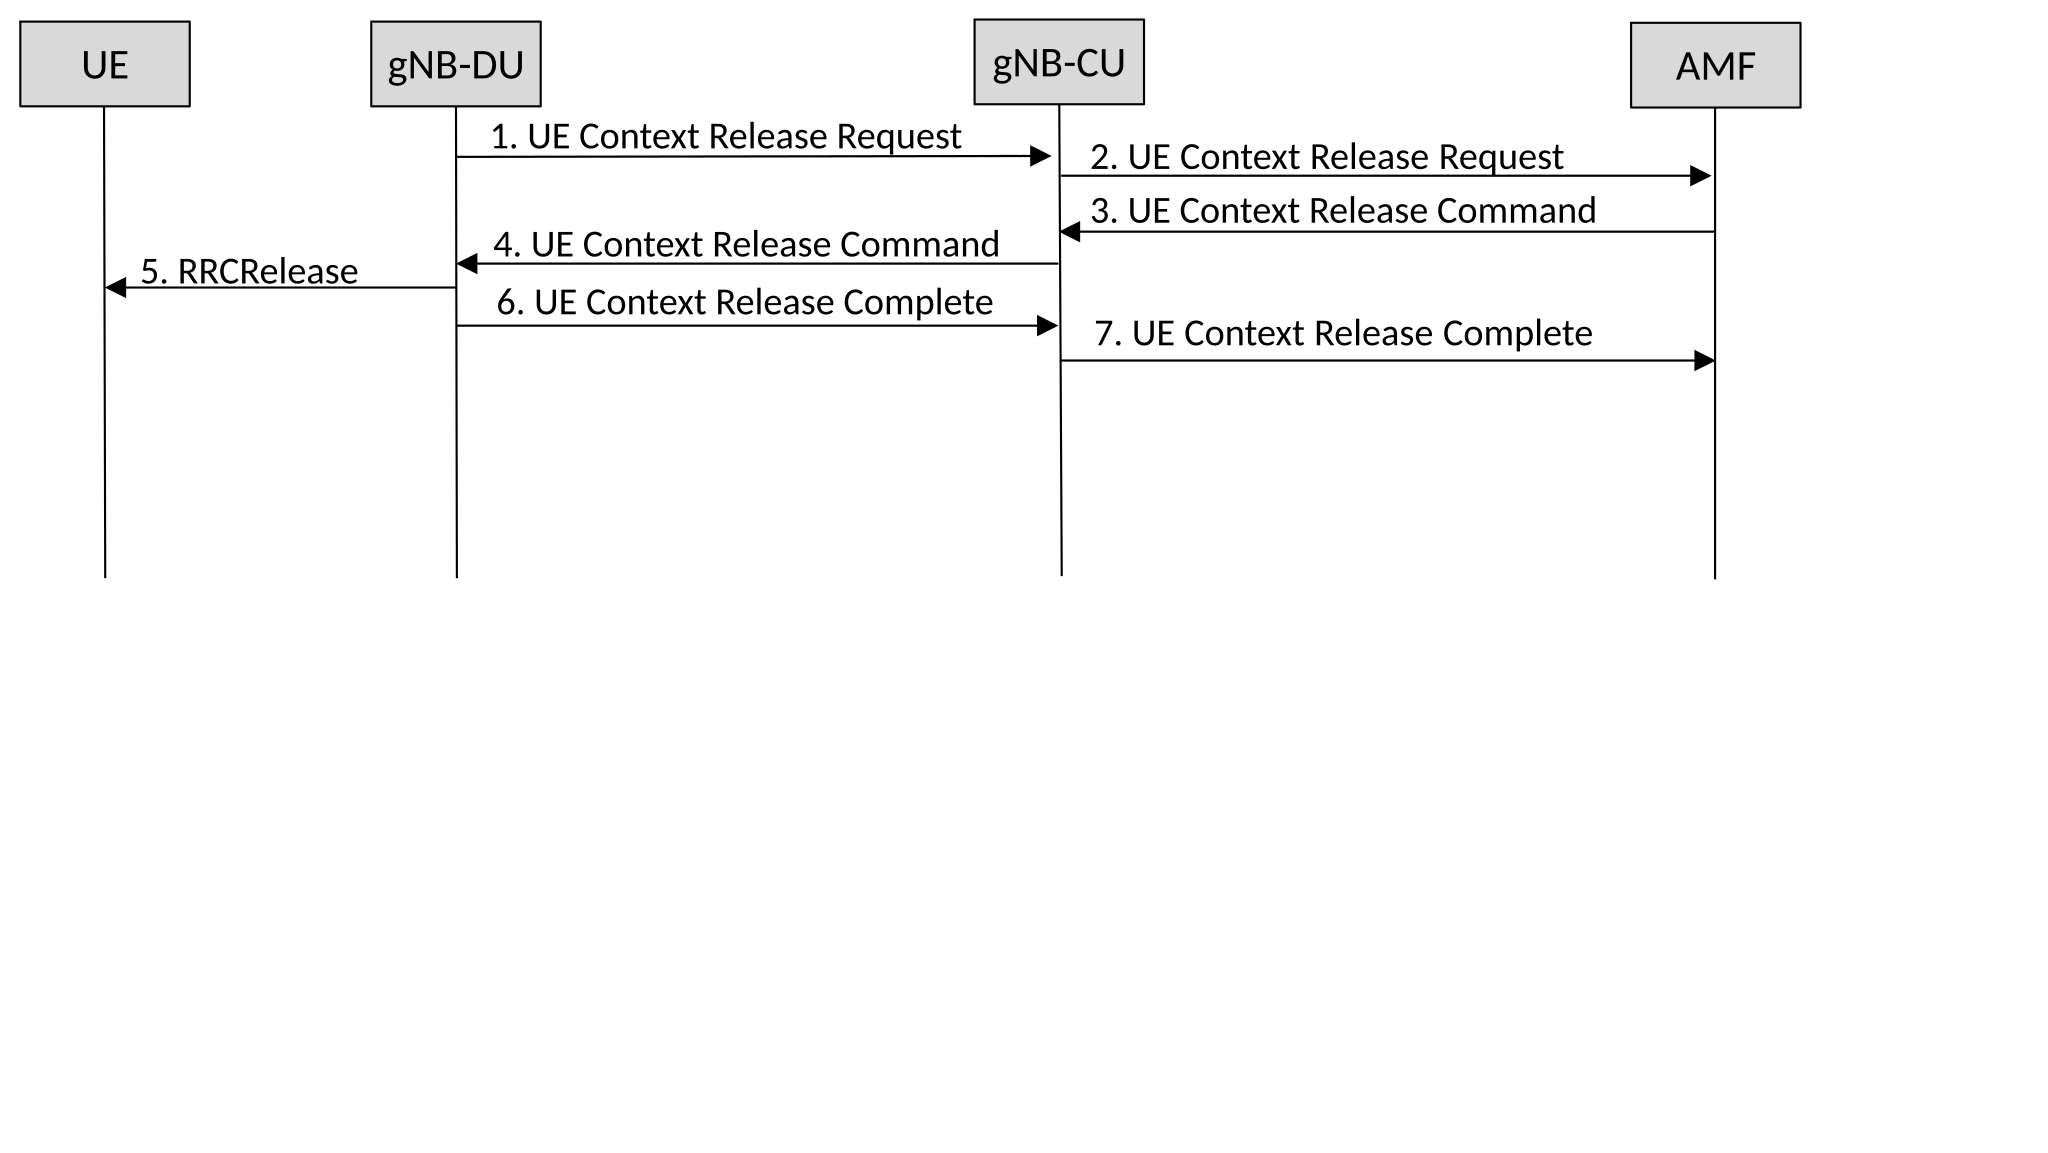 UE
gNB-DU
gNB-CU
AMF
1. UE Context Release Request
2. UE Context Release Request
3. UE Context Release Command
4. UE Context Release Command
5. RRCRelease
6. UE Context Release Complete
7. UE Context Release Complete